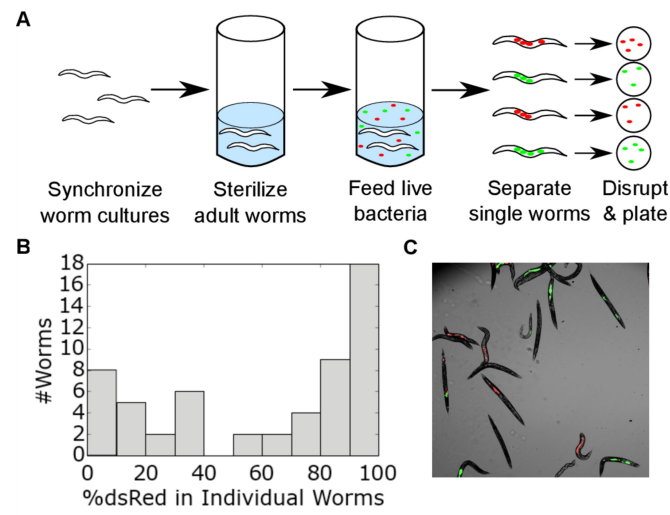 A
Synchronize
worm cultures
Sterilize
adult worms
Feed live
bacteria
Separate
single worms
Disrupt
& plate
B
#Worms
18
16
14
12
10
8
6
4
2
0
0
20
40
60
80
100
%dsRed in Individual Worms
C